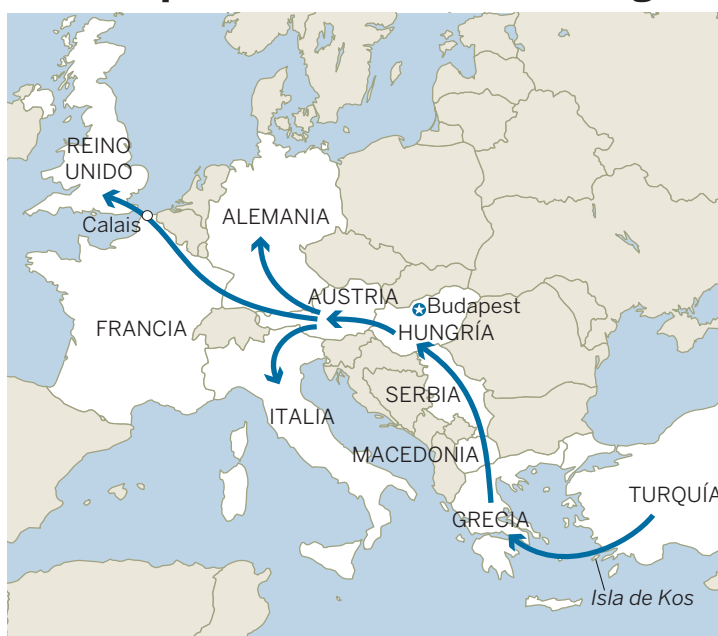 REINO
UNIDO
Calais
ALEMANIA
AUSTRIA
Budapest
HUNGRÍA
FRANCIA
SERBIA
ITALIA
MACEDONIA
TURQUÍA
GRECIA
Isla de Kos